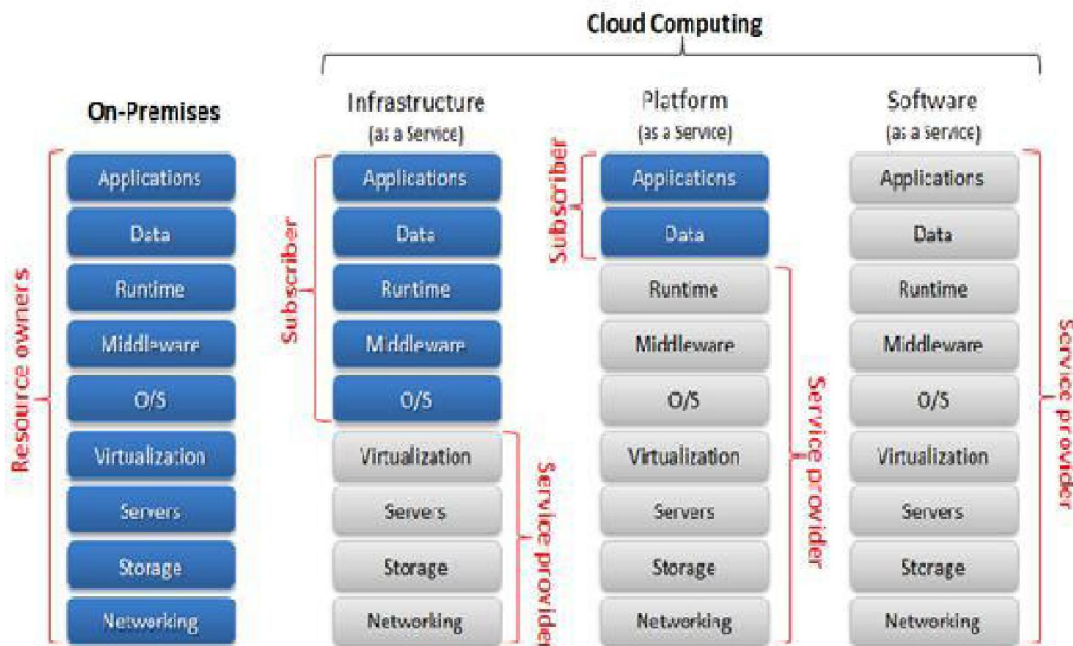 Cloud Computing
On-Premises
Applications
Data
Runtime
Middleware
O/S
Virtualization
Servers
Storage
Networking
Resource owners
Infrastructure
(as a Service)
Applications
Data
Runtime
Middleware
O/S
Virtualization
Servers
Storage
Networking
Subscriber
Service provider
Platform
(as a Service)
Applications
Data
Runtime
Middleware
O/S
Virtualization
Servers
Storage
Networking
Subscriber
Service provider
Software
(as a Service)
Applications
Data
Runtime
Middleware
O/S
Virtualization
Servers
Storage
Networking
Service provider